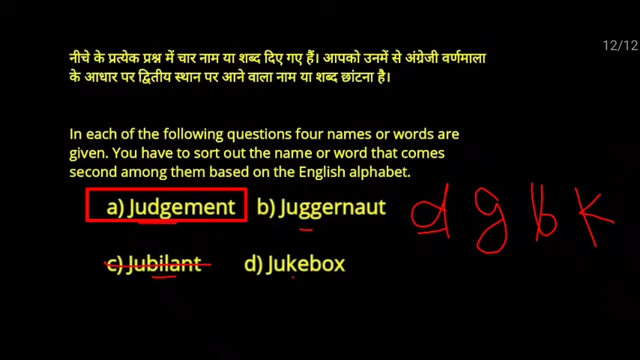 12/12
नीचे के प्रत्येक प्रश्न में चार नाम या शब्द दिए गए हैं। आपको उनमें से अंग्रेजी वर्णमाला
के आधार पर द्वितीय स्थान पर आने वाला नाम या शब्द छांटना है।
In each of the following questions four names or words are
given. You have to sort out the name or word that comes
second among them based on the English alphabet.
a) Judgement b) Juggernaut d g b k
c) Jubilant d) Jukebox